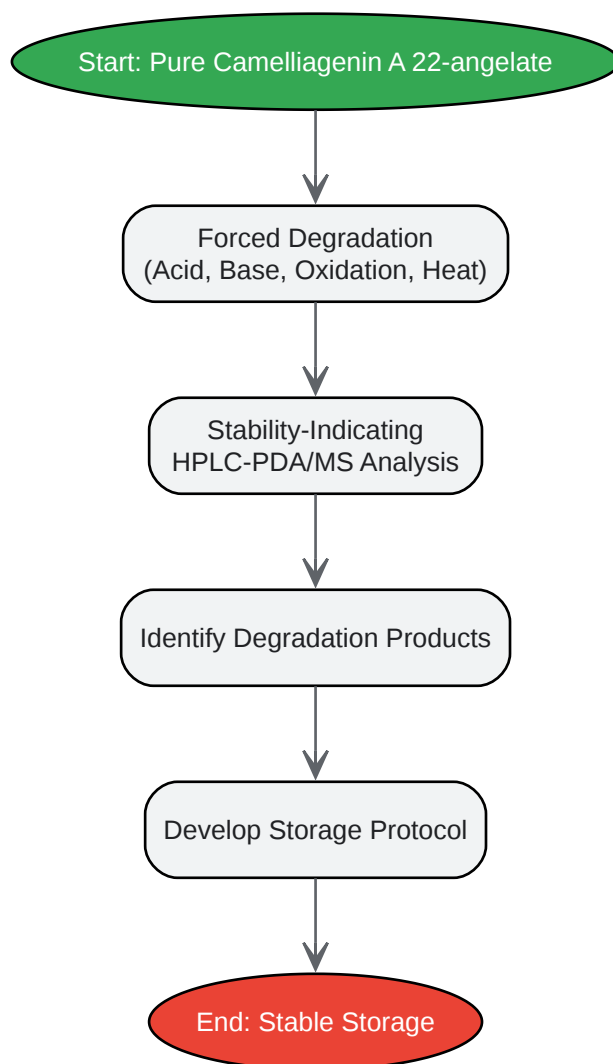 Start: Pure Camelliagenin A 22-angelate
Forced Degradation
(Acid, Base, Oxidation, Heat)
Stability-Indicating
HPLC-PDA/MS Analysis
Identify Degradation Products
Develop Storage Protocol
End: Stable Storage